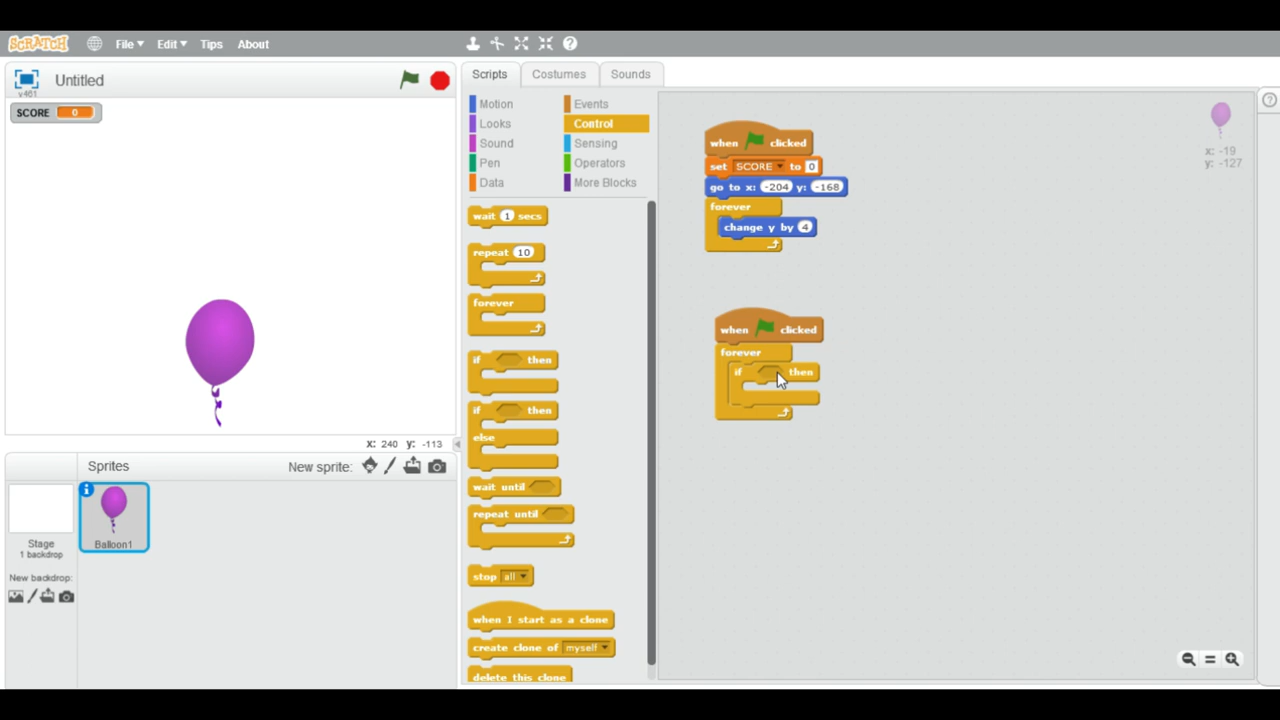 SCRATCH File Edit Tips About
v461 Untitled
SCORE 0
x: 240 y: -113
Sprites New sprite:
Stage
1 backdrop
New backdrop:
Balloon1
Scripts Costumes Sounds
Motion Events
Looks Control
Sound Sensing
Pen Operators
Data More Blocks
wait 1 secs
repeat 10
forever
if then
if then
else
wait until
repeat until
stop all
when I start as a clone
create clone of myself
delete this clone
when clicked
set SCORE to 0
go to x: -204 y: -168
forever
change y by 4
when clicked
forever
if then
x: -19
y: -127